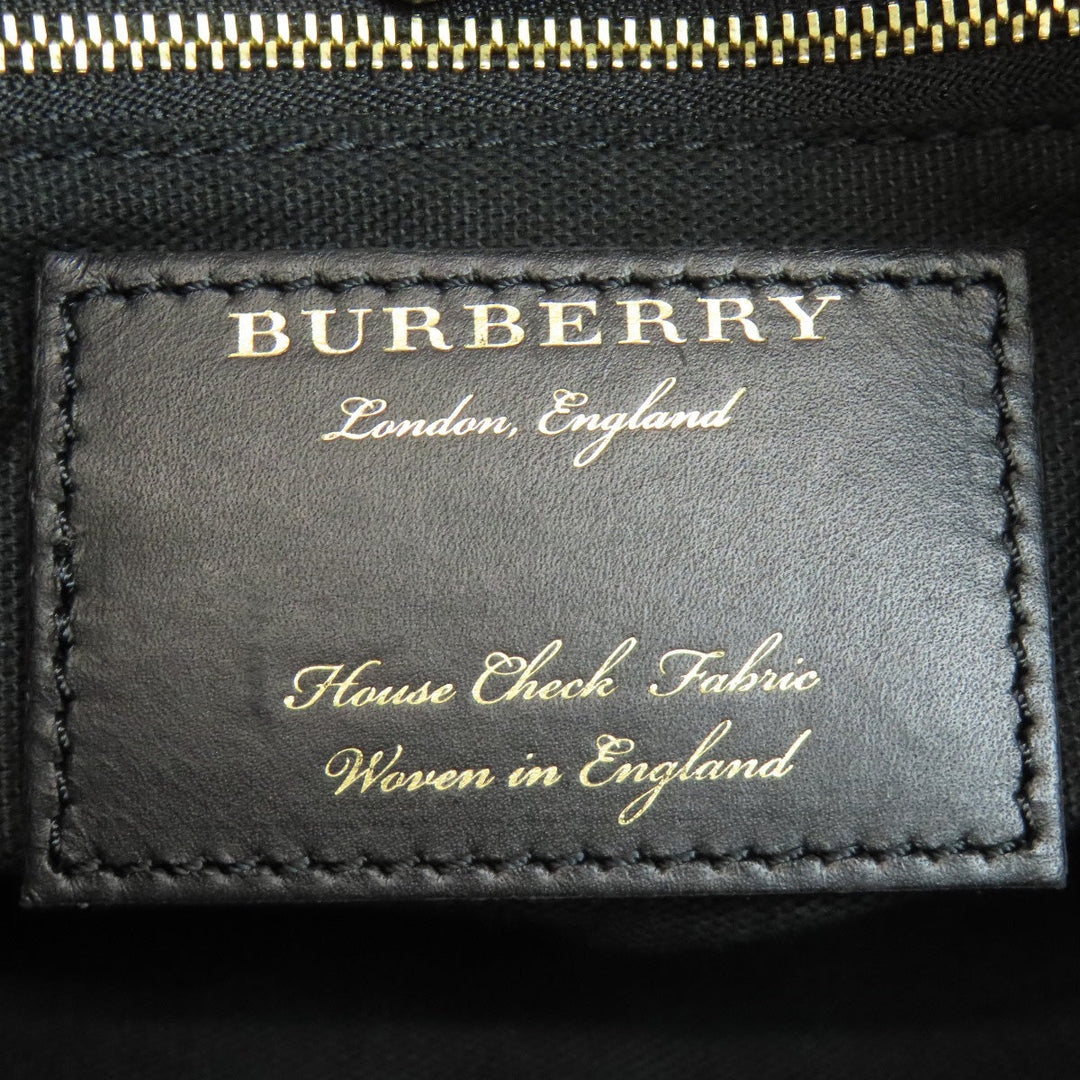 BURBERRY
London, England
House Check Fabric
Woven in England